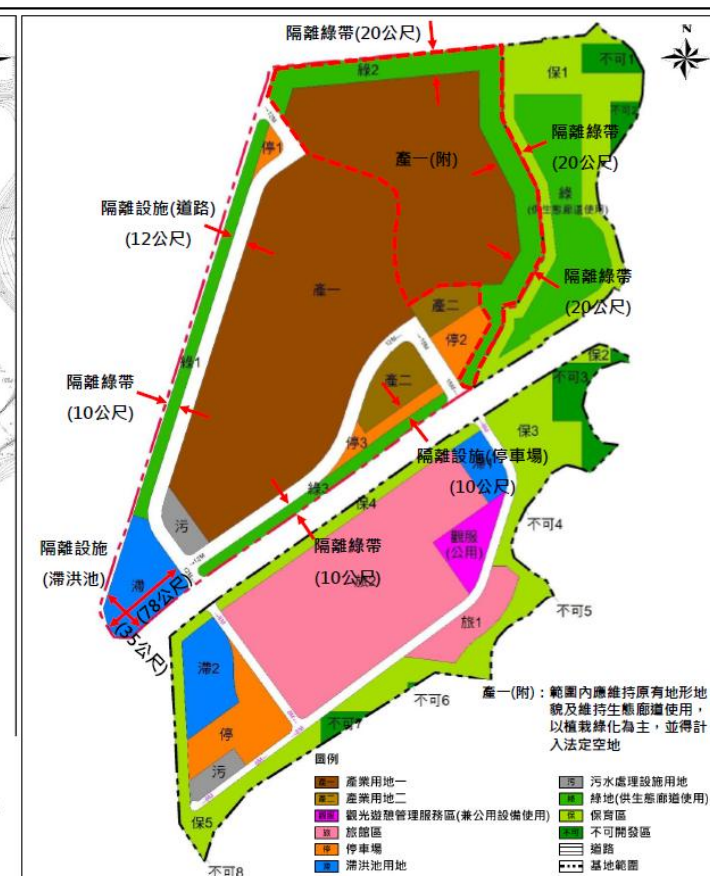 隔離綠帶(20公尺)
N
綠2
保1
不可1
不可2
停1
產一(附)
隔離綠帶
(20公尺)
綠
(供生態廊道使用)
隔離設施(道路)
(12公尺)
產一
隔離綠帶
(20公尺)
產二
停2
綠1
產二
保2
不可3
隔離綠帶
(10公尺)
停3
保3
隔離設施(停車場)
(10公尺)
綠3
保4
污
隔離設施
(滯洪池)
滯
(78公尺)
(35公尺)
隔離綠帶
(10公尺)
觀服
(公用)
不可4
旅1
不可5
滯2
不可6
停
不可7
污
保5
不可8
產一(附)：範圍內應維持原有地形地
貌及維持生態廊道使用，
以植栽綠化為主，並得計
入法定空地
圖例
產一 產業用地一
產二 產業用地二
觀服 觀光遊憩管理服務區(兼公用設備使用)
旅 旅館區
停 停車場
滯 滯洪池用地
污 污水處理設施用地
綠 綠地(供生態廊道使用)
保 保育區
不可 不可開發區
道路
基地範圍